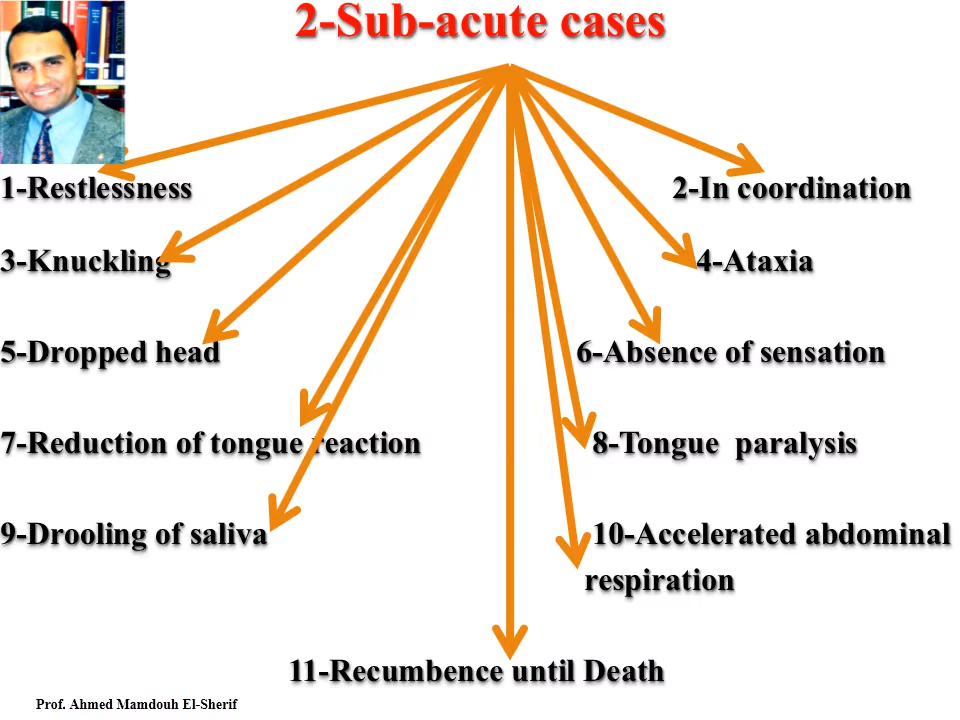 2-Sub-acute cases
1-Restlessness 2-In coordination
3-Knuckling 4-Ataxia
5-Dropped head 6-Absence of sensation
7-Reduction of tongue reaction 8-Tongue paralysis
9-Drooling of saliva 10-Accelerated abdominal
respiration
11-Recumbence until Death
Prof. Ahmed Mamdouh El-Sherif